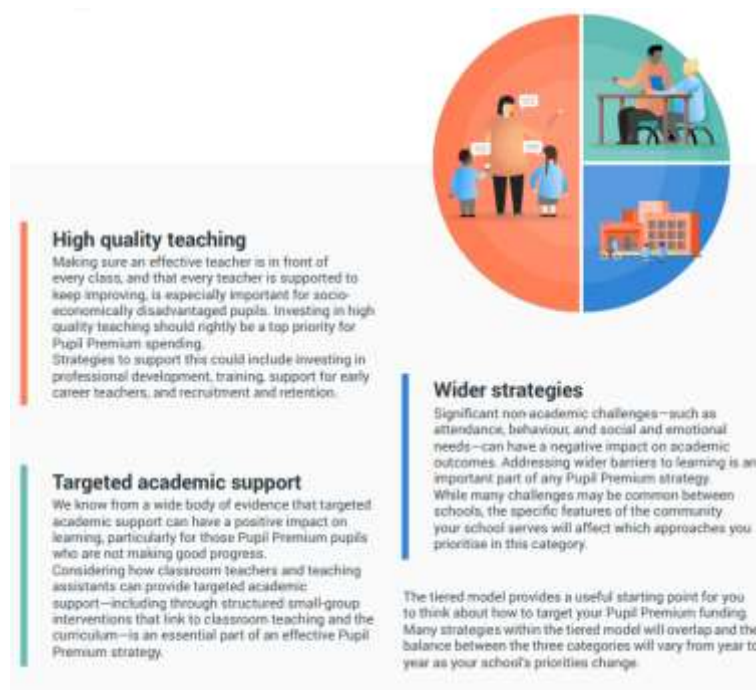 High quality teaching
Making sure an effective teacher is in front of
every class, and that every teacher is supported to
keep improving, is especially important for socio-
economically disadvantaged pupils. Investing in high
quality teaching should rightly be a top priority for
Pupil Premium spending.
Strategies to support this could include investing in
professional development, training, support for early
career teachers, and recruitment and retention.
Targeted academic support
We know from a wide body of evidence that targeted
academic support can have a positive impact on
learning, particularly for those Pupil Premium pupils
who are not making good progress.
Considering how classroom teachers and teaching
assistants can provide targeted academic
support—including through structured small-group
interventions that link to classroom teaching and the
curriculum—is an essential part of an effective Pupil
Premium strategy.
Wider strategies
Significant non-academic challenges—such as
attendance, behaviour, and social and emotional
needs—can have a negative impact on academic
outcomes. Addressing wider barriers to learning is an
important part of any Pupil Premium strategy.
While many challenges may be common between
schools, the specific features of the community
your school serves will affect which approaches you
prioritise in this category.
The tiered model provides a useful starting point for you
to think about how to target your Pupil Premium funding.
Many strategies within the tiered model will overlap and the
balance between the three categories will vary from year to
year as your school's priorities change.